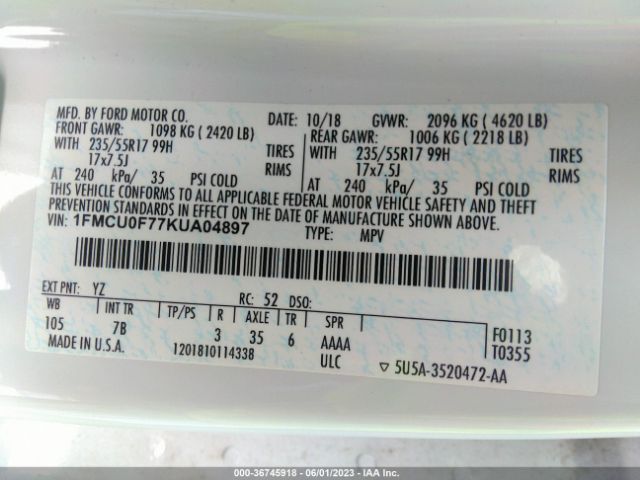 MFD. BY FORD MOTOR CO. DATE: 10/18 GVWR: 2096 KG ( 4620 LB)
FRONT GAWR: 1098 KG ( 2420 LB) REAR GAWR: 1006 KG ( 2218 LB)
WITH 235/55R17 99H TIRES WITH 235/55R17 99H TIRES
17x7.5J RIMS 17x7.5J RIMS
AT 240 kPa/ 35 PSI COLD AT 240 kPa/ 35 PSI COLD
THIS VEHICLE CONFORMS TO ALL APPLICABLE FEDERAL MOTOR VEHICLE SAFETY AND THEFT
PREVENTION STANDARDS IN EFFECT ON THE DATE OF MANUFACTURE SHOWN ABOVE.
VIN: 1FMCU0F77KUA04897 TYPE: MPV
EXT PNT: YZ RC: 52 DSO:
WB INT TR TP/PS R AXLE TR SPR F0113
105 7B 3 35 6 AAAA T0355
MADE IN U.S.A. 1201810114338 ULC ▽ 5U5A-3520472-AA
000-36745918 - 06/01/2023 - IAA Inc.